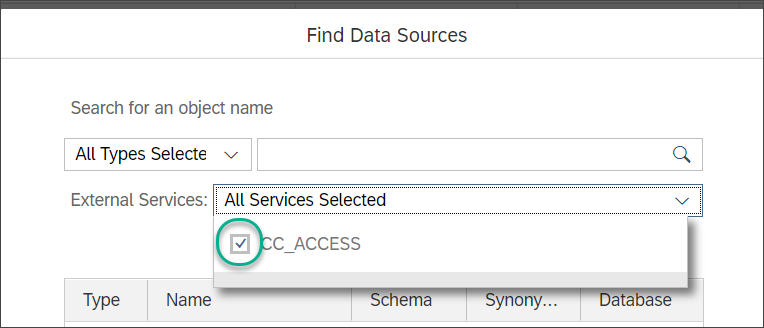 Find Data Sources
Search for an object name
All Types Selecte
External Services: All Services Selected
CC_ACCESS
Type Name Schema Synony... Database